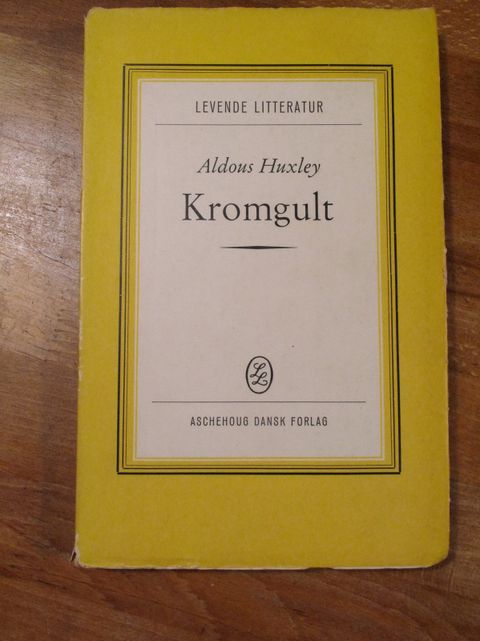 LEVENDE LITTERATUR
Aldous Huxley
Kromgult
LL
ASCHEHOUG DANSK FORLAG